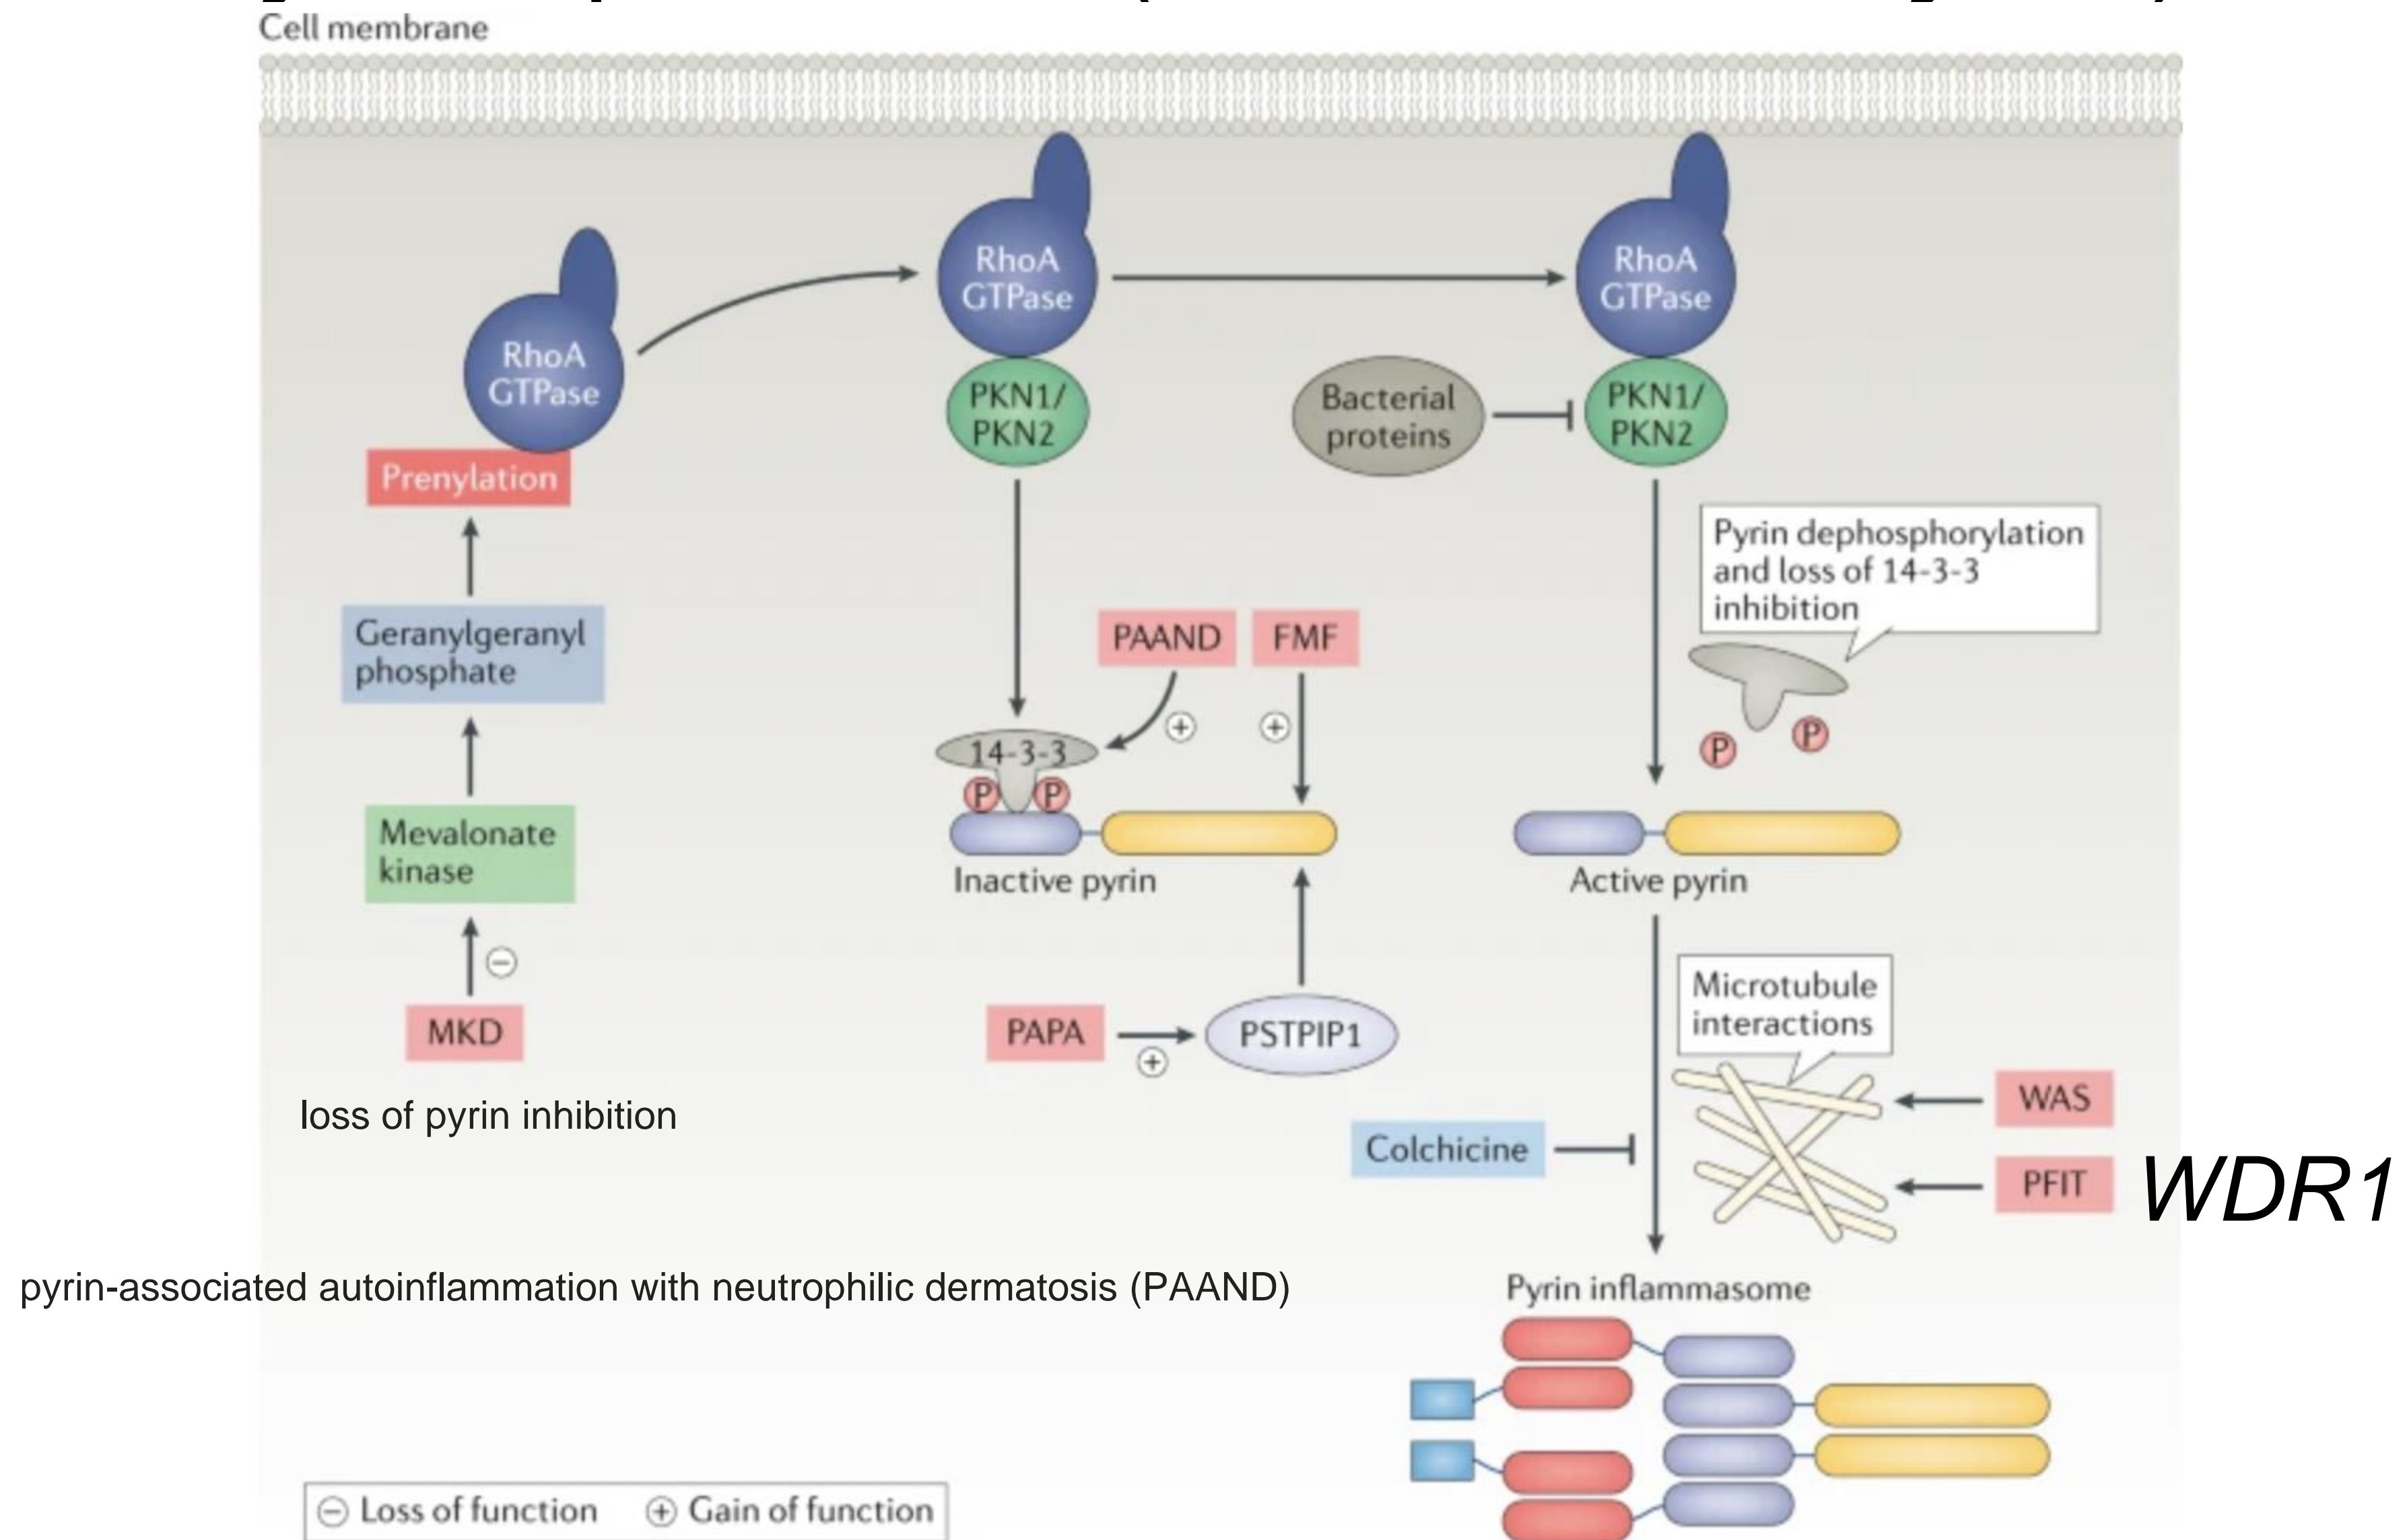 Cell membrane
RhoA
GTPase
RhoA
GTPase
RhoA
GTPase
PKN1/
PKN2
Bacterial
proteins
PKN1/
PKN2
Prenylation
Pyrin dephosphorylation
and loss of 14-3-3
inhibition
Geranylgeranyl
phosphate
PAAND
FMF
+
+
14-3-3
P
P
P
P
Mevalonate
kinase
Inactive pyrin
Active pyrin
−
MKD
PAPA
+
PSTPIP1
Microtubule
interactions
loss of pyrin inhibition
Colchicine
WAS
PFIT
WDR1
pyrin-associated autoinflammation with neutrophilic dermatosis (PAAND)
Pyrin inflammasome
− Loss of function + Gain of function